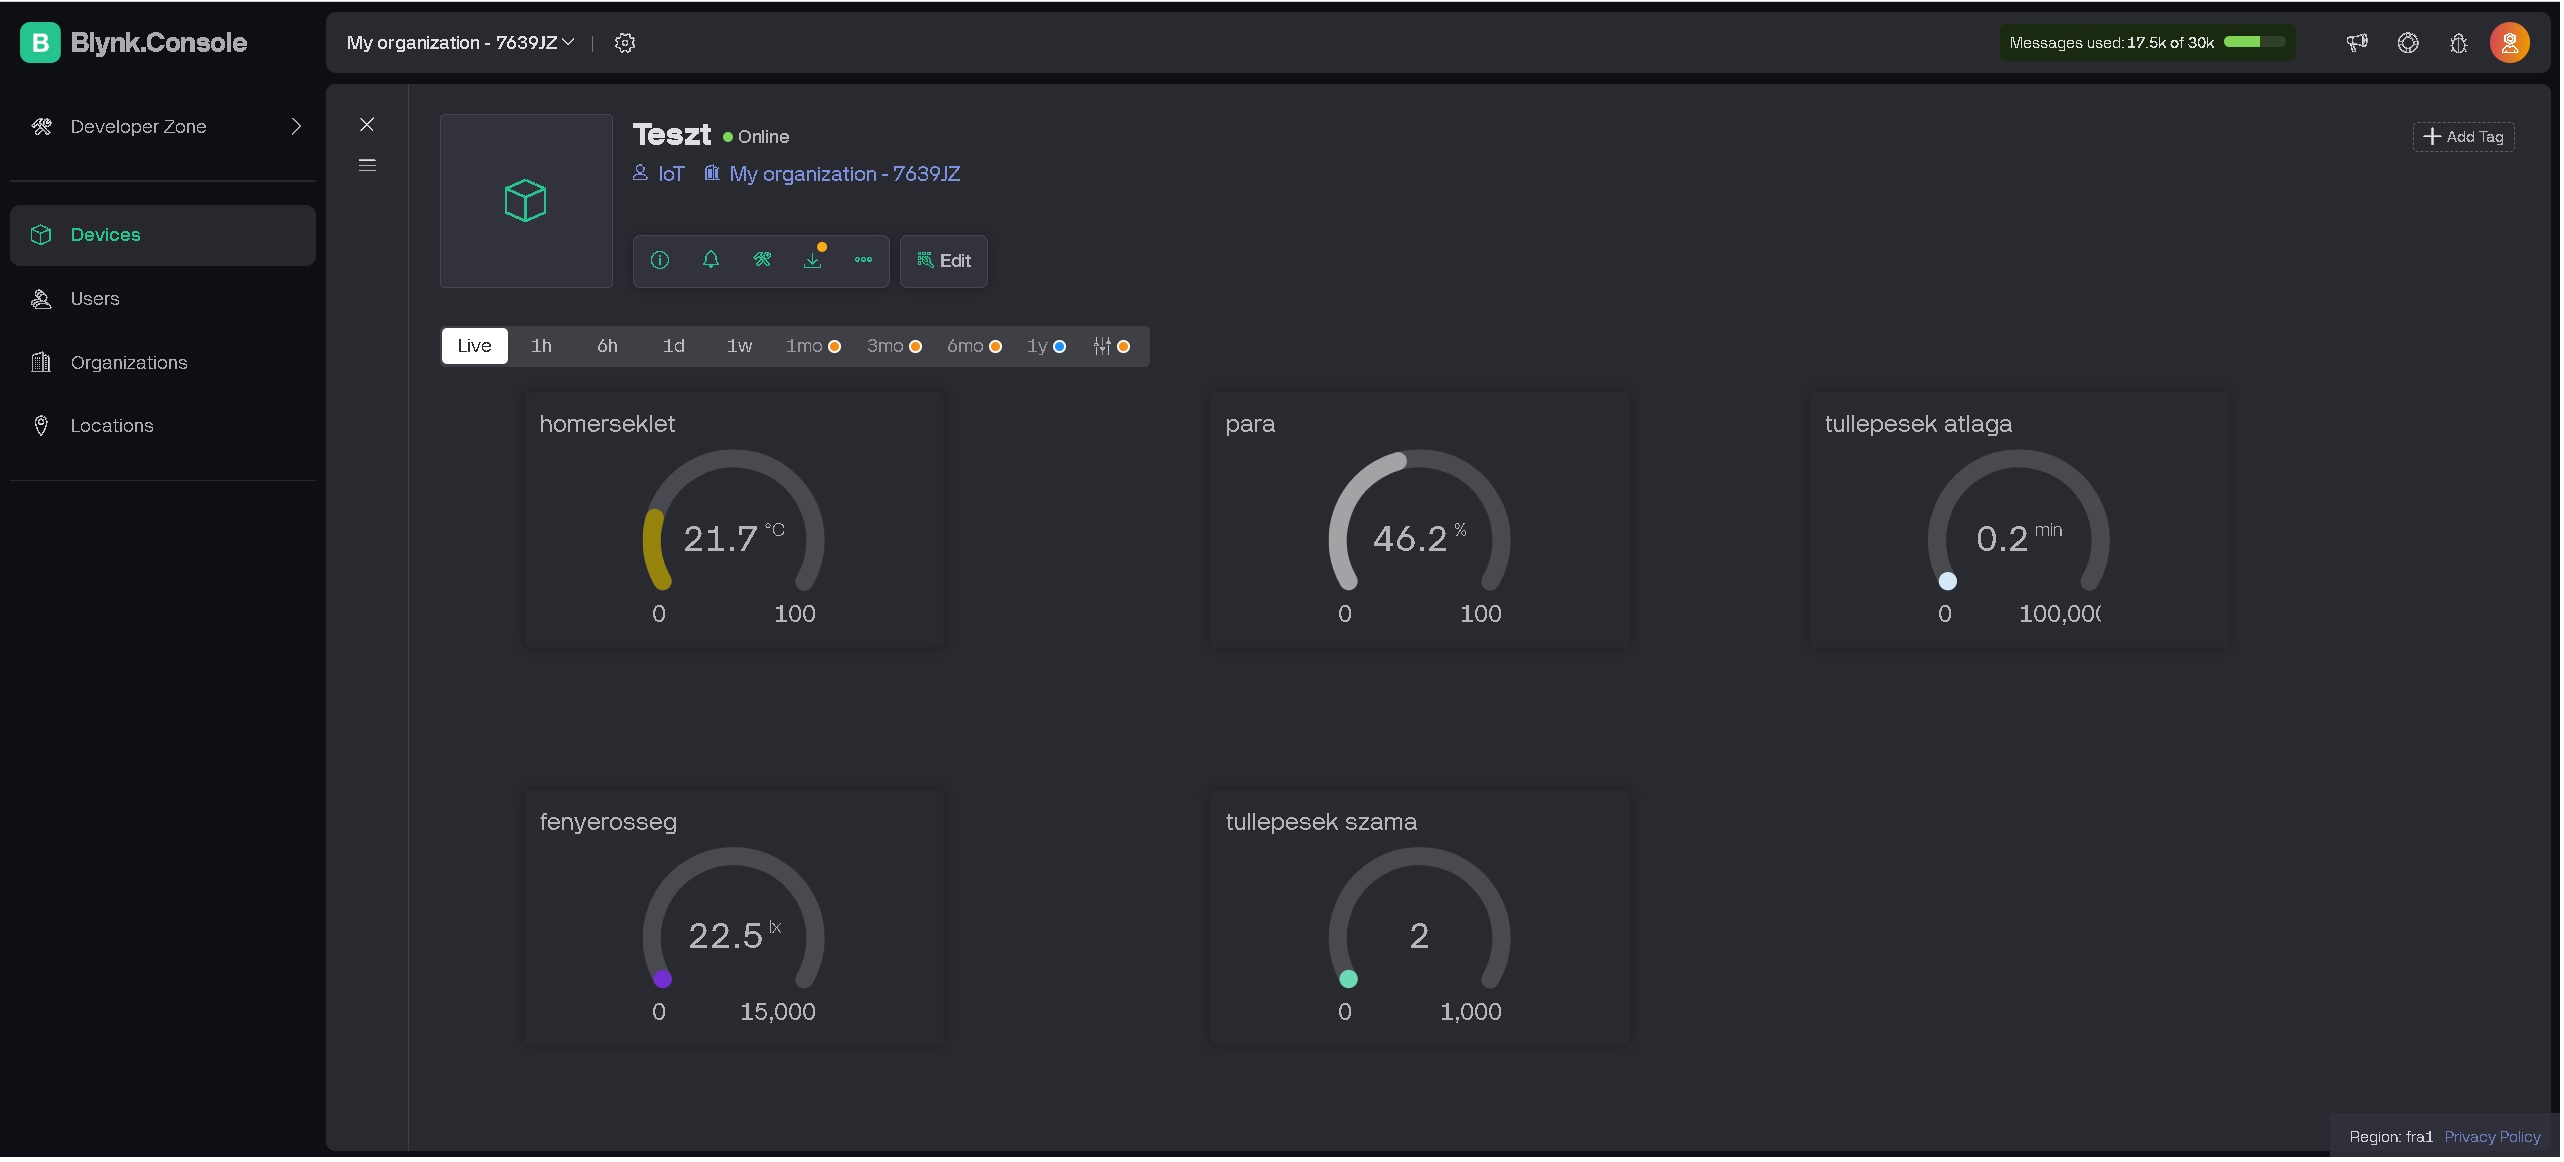 B Blynk.Console
My organization - 7639JZ
Messages used: 17.5k of 30k
Developer Zone
Devices
Users
Organizations
Locations
Teszt Online
IoT My organization - 7639JZ
Add Tag
Edit
Live 1h 6h 1d 1w 1mo 3mo 6mo 1y
homerseklet
21.7 °C
0 100
para
46.2 %
0 100
tullepesek atlaga
0.2 min
0 100,00
fenyerosseg
22.5 lx
0 15,000
tullepesek szama
2
0 1,000
Region: fra1 Privacy Policy